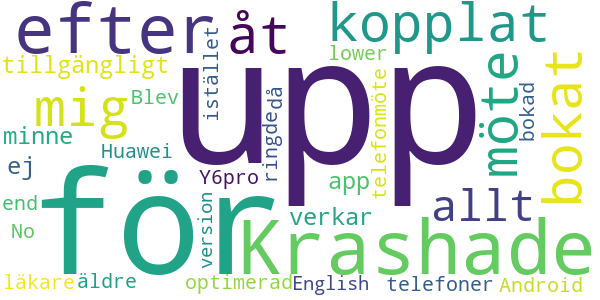 efter
åt
kopplat
upp
tillgängligt
istället
lower
mig
Blev
telefonmöte
möte
bokad
bokat
minne
ringde
då
Huawei
ej
Y6pro
app
för
version
end
verkar
allt
No
Krashade
läkare
äldre
optimerad
English
telefoner
Android